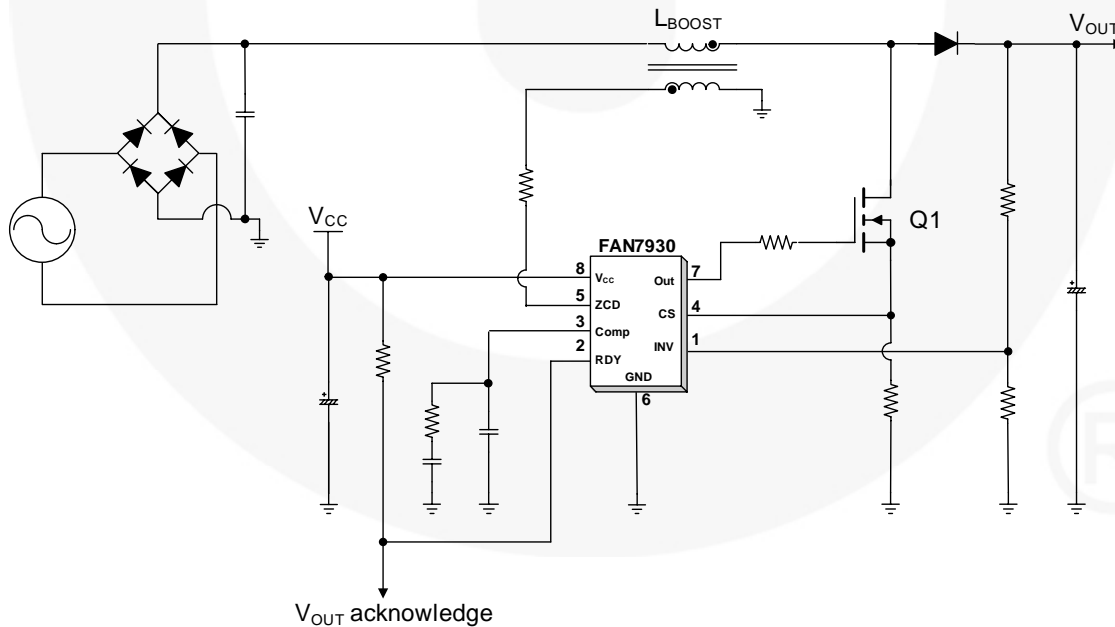 LBOOST
VOUT
VCC
Q1
FAN7930
8
VCC
5
ZCD
3
Comp
2
RDY
Out
7
CS
4
INV
1
GND
6
R
VOUT acknowledge